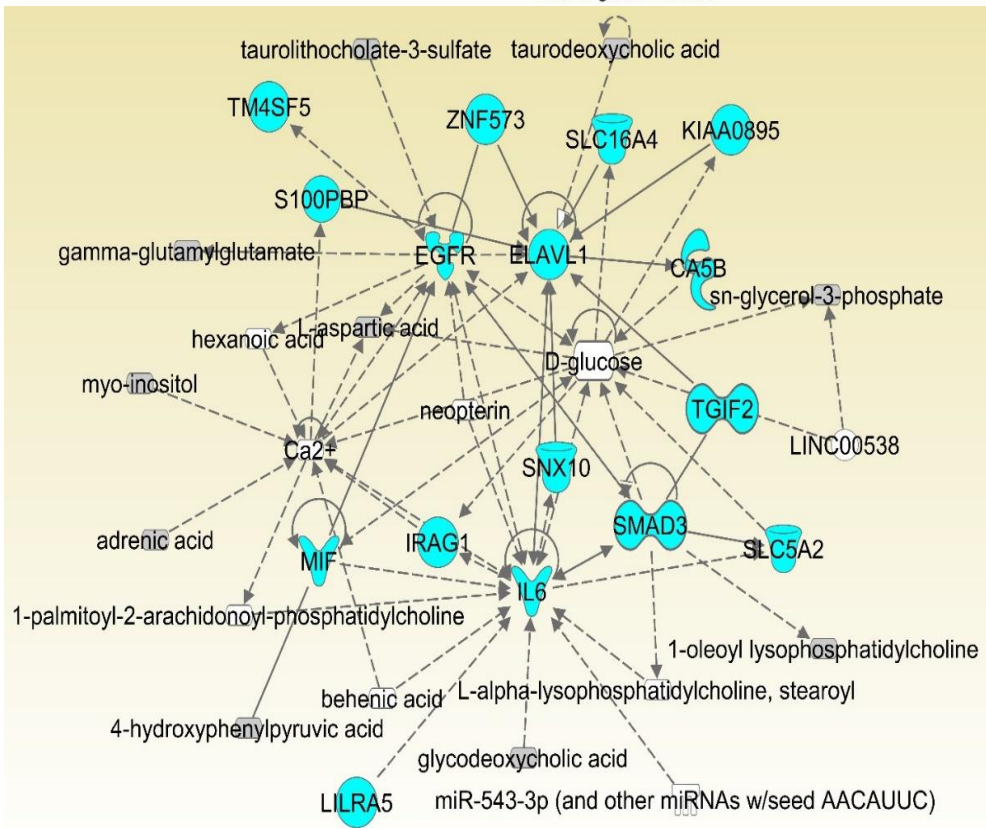 taurolithocholate-3-sulfate
taurodeoxycholic acid
TM4SF5
ZNF573
SLC16A4
KIAA0895
S100PBP
gamma-glutamylglutamate
EGFR
ELAVL1
CA5B
sn-glycerol-3-phosphate
hexanoic acid
L-aspartic acid
D-glucose
myo-inositol
neopterin
TGIF2
LINC00538
Ca2+
SNX10
adrenic acid
MIF
IRAG1
SMAD3
SLC5A2
IL6
1-palmitoyl-2-arachidonoyl-phosphatidylcholine
1-oleoyl lysophosphatidylcholine
behenic acid
L-alpha-lysophosphatidylcholine, stearoyl
4-hydroxyphenylpyruvic acid
glycodeoxycholic acid
LILRA5
miR-543-3p (and other miRNAs w/seed AACAUUC)